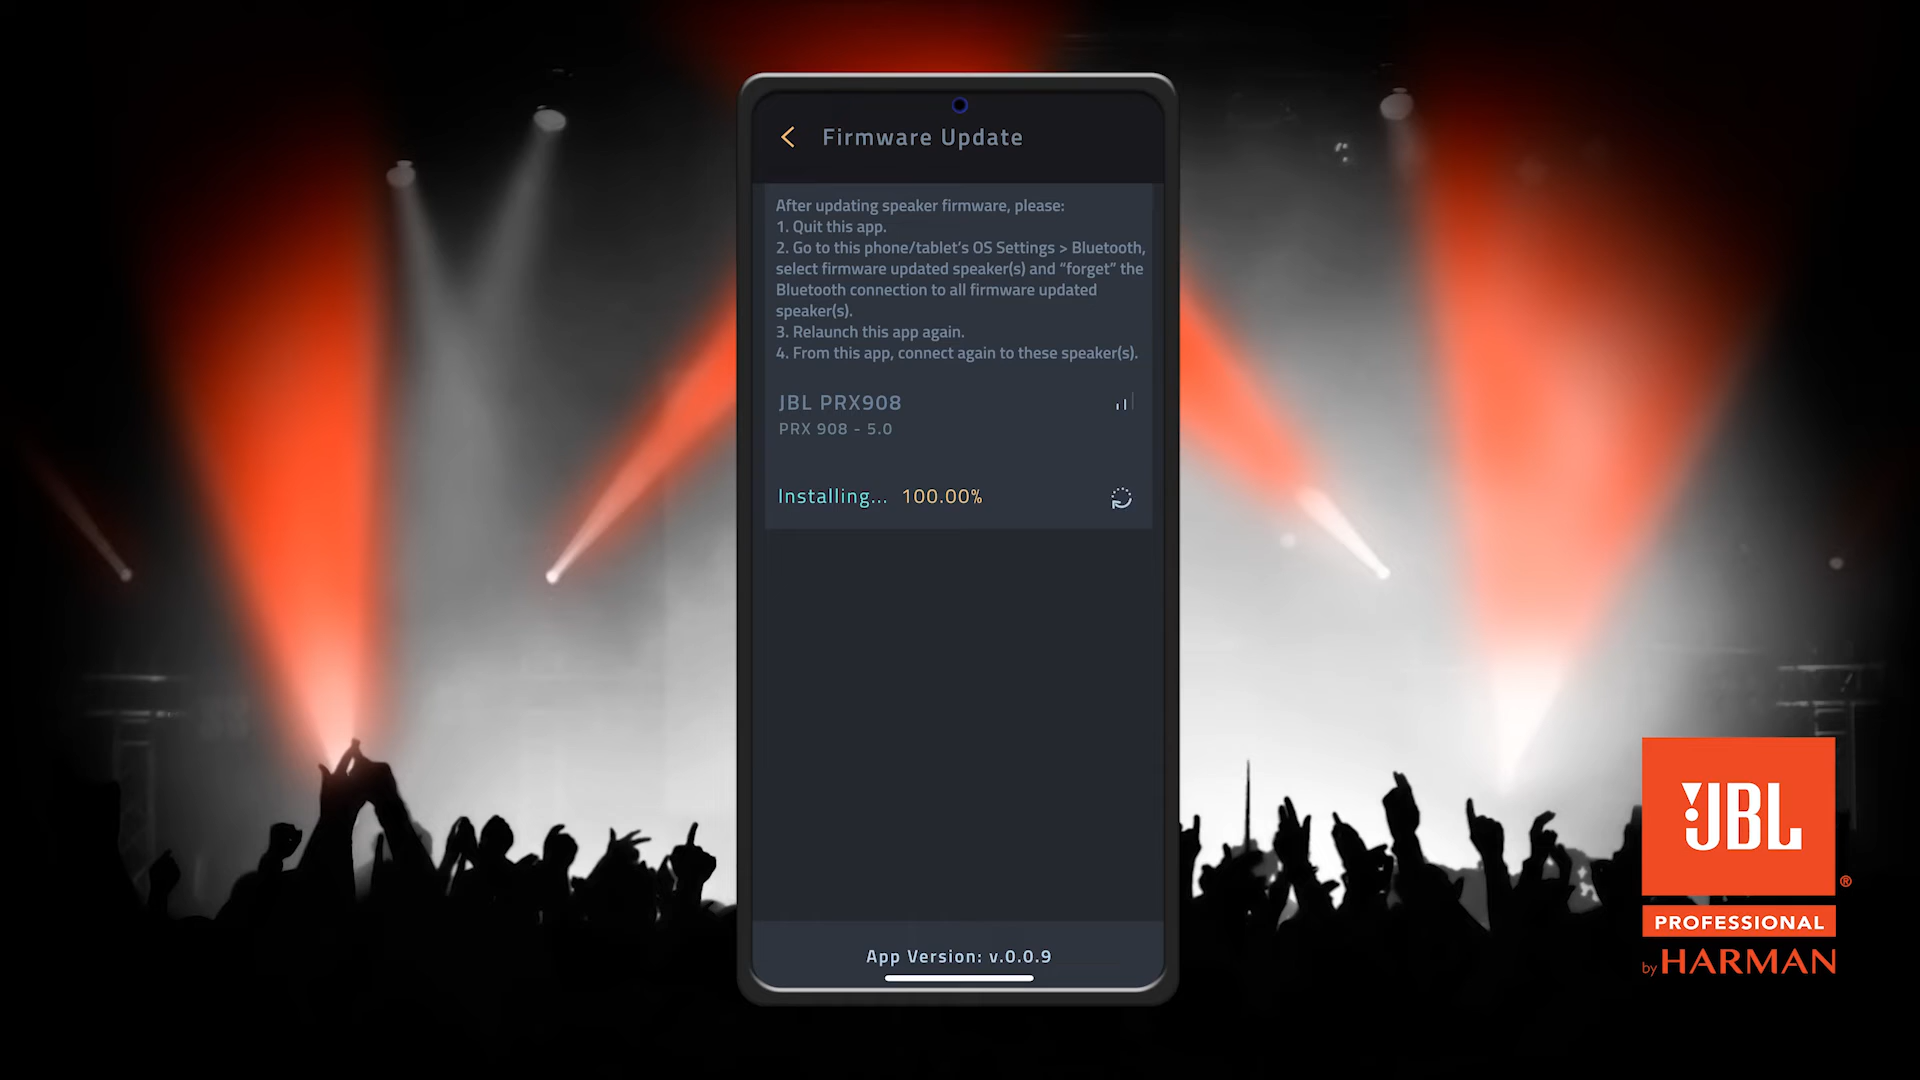 Firmware Update
After updating speaker firmware, please:
1. Quit this app.
2. Go to this phone/tablet’s OS Settings > Bluetooth,
select firmware updated speaker(s) and “forget” the
Bluetooth connection to all firmware updated
speaker(s).
3. Relaunch this app again.
4. From this app, connect again to these speaker(s).
JBL PRX908
PRX 908 - 5.0
Installing... 100.00%
App Version: v.0.0.9
JBL
®
PROFESSIONAL
by HARMAN